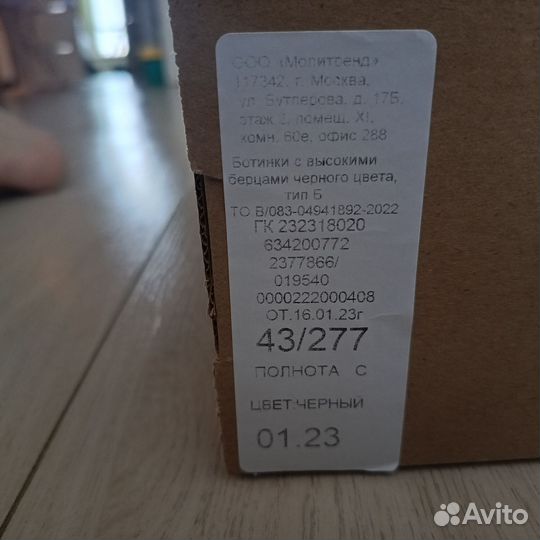 ООО «Молитренд»
117342, г. Москва,
ул. Бутлерова, д. 17Б,
этаж 2, помещ. XI,
комн. 60е, офис 288
Ботинки с высокими
берцами черного цвета,
тип Б
ТО В/083-04941892-2022
ГК 232318020
634200772
2377866/
019540
0000222000408
ОТ.16.01.23г
43/277
ПОЛНОТА С
ЦВЕТ:ЧЕРНЫЙ
01.23
Avito